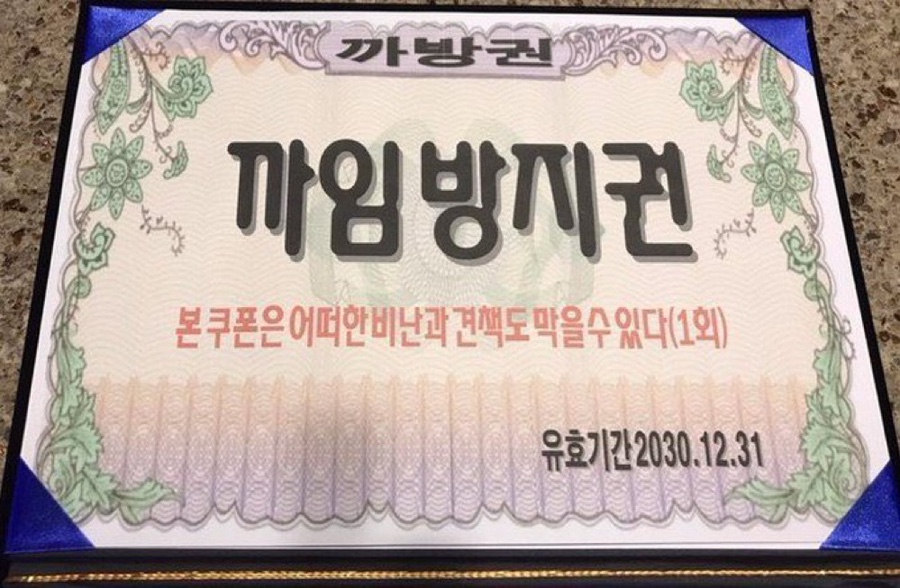 까방권
까임 방지권
본 쿠폰은 어떠한 비난과 견책도 막을수 있다(1회)
유효기간2030.12.31